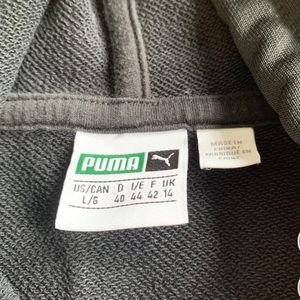 PUMA
US/CAN D I/E F UK
L/G 40 44 42 14
MADE IN